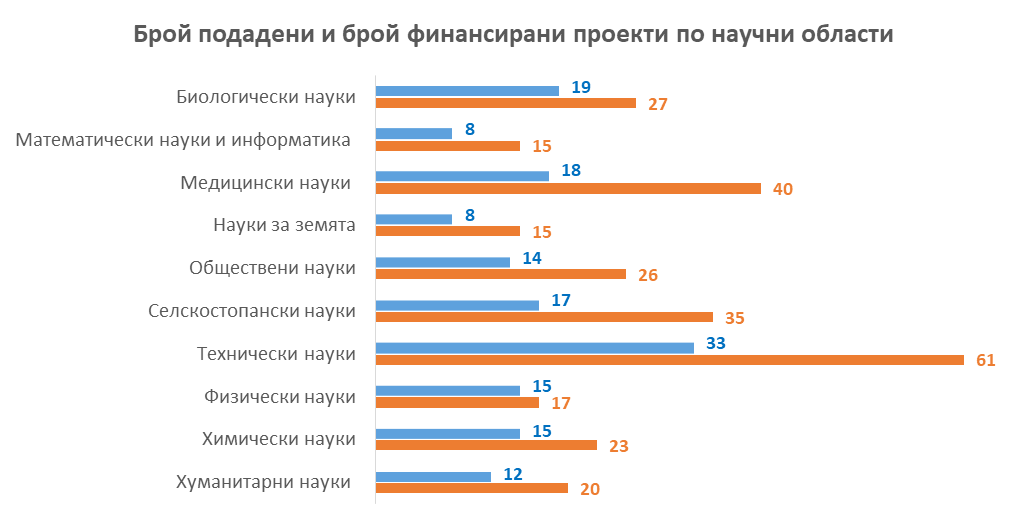 Брой подадени и брой финансирани проекти по научни области
Биологически науки
19
27
Математически науки и информатика
8
15
Медицински науки
18
40
Науки за земята
8
15
Обществени науки
14
26
Селскостопански науки
17
35
Технически науки
33
61
Физически науки
15
17
Химически науки
15
23
Хуманитарни науки
12
20